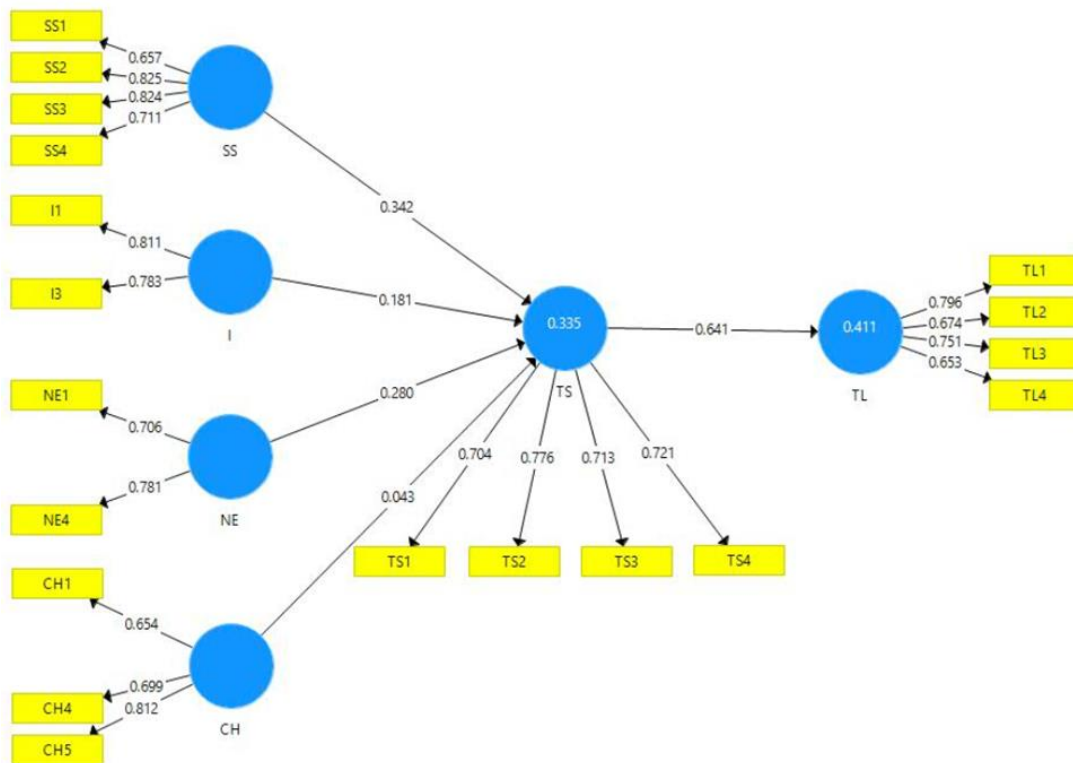 SS1
0.657
SS2
0.825
SS3
0.824
SS4
0.711
SS
0.342
I1
0.811
I3
0.783
I
0.181
NE1
0.706
NE4
0.781
NE
0.280
CH1
0.654
CH4
0.699
CH5
0.812
CH
0.043
0.335
TS
0.704
0.776
0.713
0.721
TS1
TS2
TS3
TS4
0.641
0.411
TL
TL1
0.796
TL2
0.674
TL3
0.751
TL4
0.653